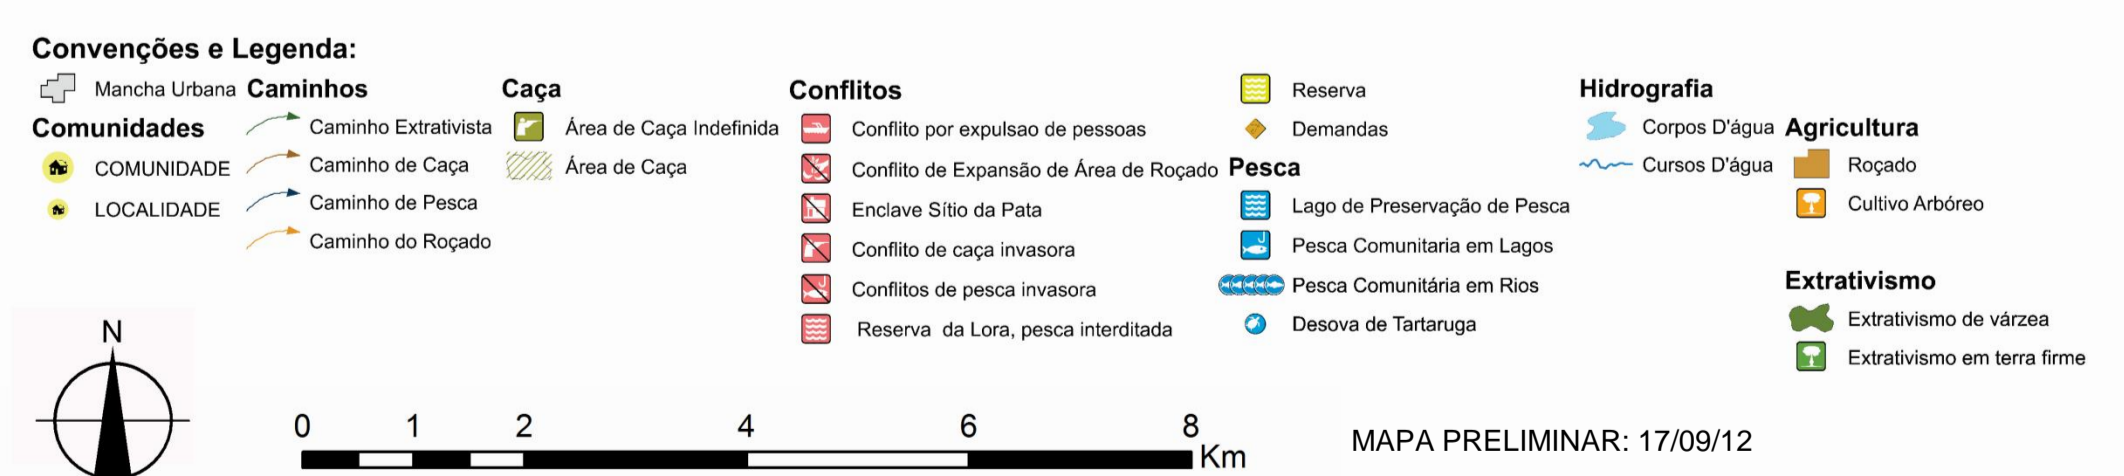 Convenções e Legenda:
Mancha Urbana
Comunidades
COMUNIDADE
LOCALIDADE
Caminhos
Caminho Extrativista
Caminho de Caça
Caminho de Pesca
Caminho do Roçado
Caça
Área de Caça Indefinida
Área de Caça
Conflitos
Conflito por expulsao de pessoas
Conflito de Expansão de Área de Roçado
Enclave Sítio da Pata
Conflito de caça invasora
Conflitos de pesca invasora
Reserva da Lora, pesca interditada
Reserva
Demandas
Pesca
Lago de Preservação de Pesca
Pesca Comunitaria em Lagos
Pesca Comunitária em Rios
Desova de Tartaruga
Hidrografia
Corpos D'água
Cursos D'água
Agricultura
Roçado
Cultivo Arbóreo
Extrativismo
Extrativismo de várzea
Extrativismo em terra firme
N
0 1 2 4 6 8
Km
MAPA PRELIMINAR: 17/09/12